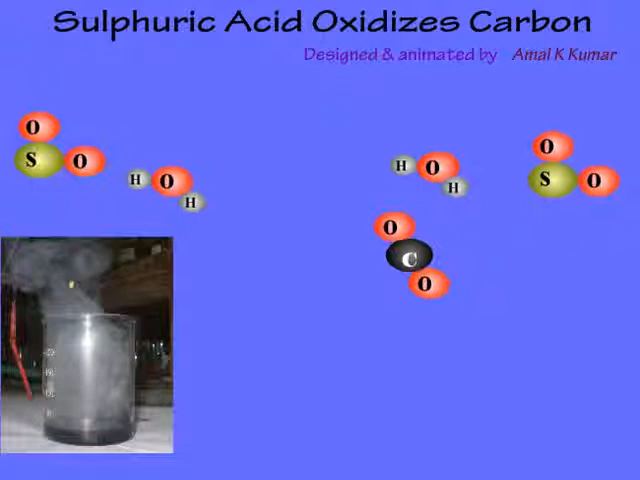 Sulphuric Acid Oxidizes Carbon
Designed & animated by Amal K Kumar
O
S O
H O
H
H O
H
O
S O
O
C
O